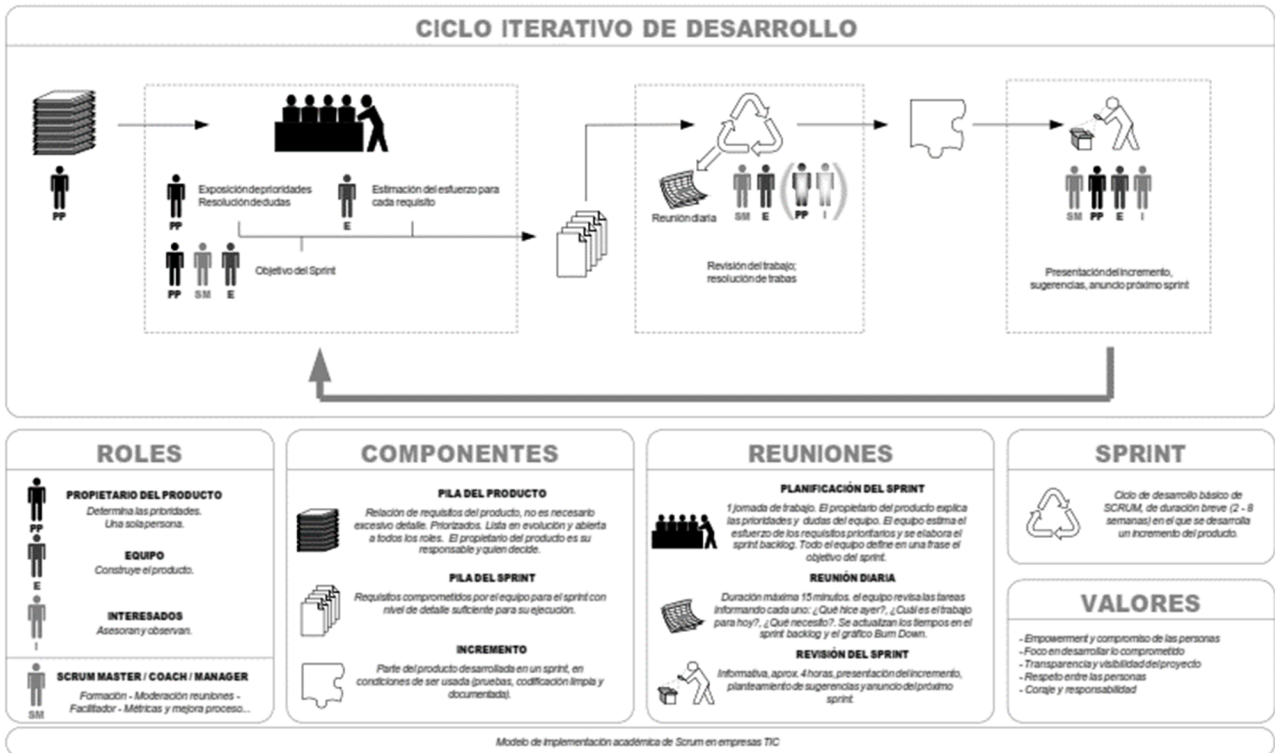 CICLO ITERATIVO DE DESARROLLO
PP
Exposición de prioridades
Resolución de dudas
PP
Estimación del esfuerzo para
cada requisito
E
Objetivo del Sprint
PP SM E
Reunión diaria
SM E ( PP I )
Revisión del trabajo;
resolución de trabas
SM PP E I
Presentación del incremento,
sugerencias, anuncio próximo sprint
ROLES
PROPIETARIO DEL PRODUCTO
Determina las prioridades.
Una sola persona.
PP
EQUIPO
Construye el producto.
E
INTERESADOS
Asesoran y observan.
I
SCRUM MASTER / COACH / MANAGER
Formación - Moderación reuniones -
Facilitador - Métricas y mejora proceso...
SM
COMPONENTES
PILA DEL PRODUCTO
Relación de requisitos del producto, no es necesario
excesivo detalle. Priorizados. Lista en evolución y abierta
a todos los roles. El propietario del producto es su
responsable y quien decide.
PILA DEL SPRINT
Requisitos comprometidos por el equipo para el sprint con
nivel de detalle suficiente para su ejecución.
INCREMENTO
Parte del producto desarrollada en un sprint, en
condiciones de ser usada (pruebas, codificación limpia y
documentada).
REUNIONES
PLANIFICACIÓN DEL SPRINT
1 jornada de trabajo. El propietario del producto explica
las prioridades y dudas del equipo. El equipo estima el
esfuerzo de los requisitos prioritarios y se elabora el
sprint backlog. Todo el equipo define en una frase el
objetivo del sprint.
REUNIÓN DIARIA
Duración máxima 15 minutos. el equipo revisa las tareas
informando cada uno: ¿Qué hice ayer?, ¿Cuál es el trabajo
para hoy?, ¿Qué necesito?. Se actualizan los tiempos en el
sprint backlog y el gráfico Burn Down.
REVISIÓN DEL SPRINT
Informativa, aprox. 4 horas, presentación del incremento,
planteamiento de sugerencias y anuncio del próximo
sprint.
SPRINT
Ciclo de desarrollo básico de
SCRUM, de duración breve (2 - 8
semanas) en el que se desarrolla
un incremento del producto.
VALORES
- Empowerment y compromiso de las personas
- Foco en desarrollar lo comprometido
- Transparencia y visibilidad del proyecto
- Respeto entre las personas
- Coraje y responsabilidad
Modelo de implementación académica de Scrum en empresas TIC